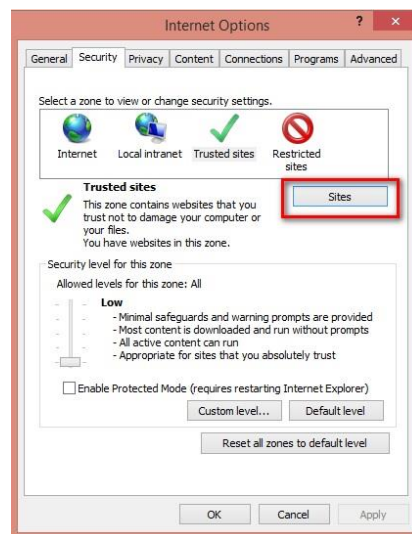 Internet Options
?
×
General Security Privacy Content Connections Programs Advanced
Select a zone to view or change security settings.
Internet Local intranet Trusted sites Restricted
sites
Trusted sites
Sites
This zone contains websites that you
trust not to damage your computer or
your files.
You have websites in this zone.
Security level for this zone
Allowed levels for this zone: All
Low
- Minimal safeguards and warning prompts are provided
- Most content is downloaded and run without prompts
- All active content can run
- Appropriate for sites that you absolutely trust
Enable Protected Mode (requires restarting Internet Explorer)
Custom level... Default level
Reset all zones to default level
OK Cancel Apply